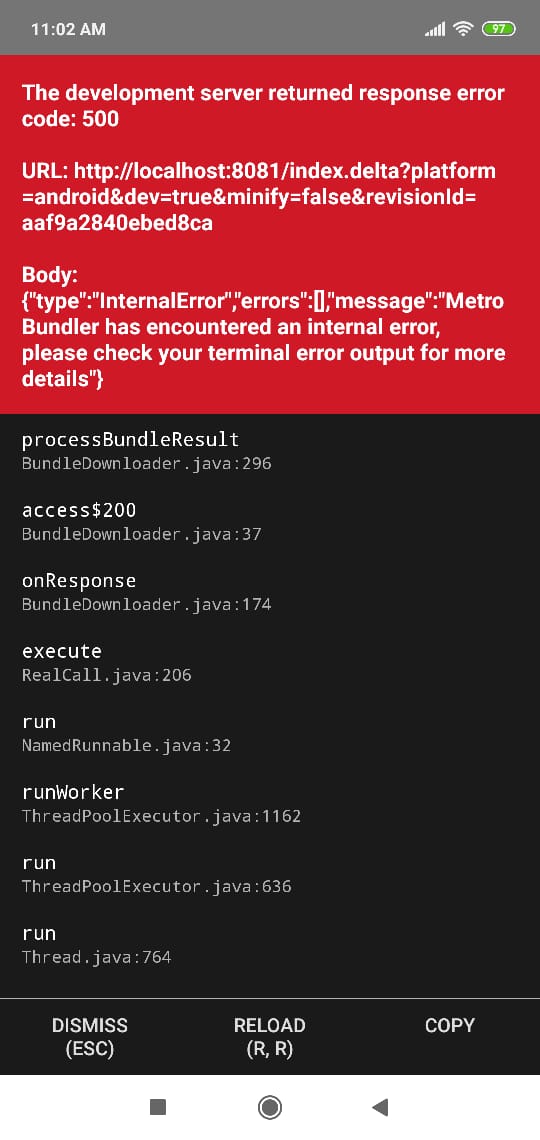 11:02 AM
97
The development server returned response error
code: 500
URL: http://localhost:8081/index.delta?platform
=android&dev=true&minify=false&revisionId=
aaf9a2840ebed8ca
Body:
{"type":"InternalError","errors":[],"message":"Metro
Bundler has encountered an internal error,
please check your terminal error output for more
details"}
processBundleResult
BundleDownloader.java:296
access$200
BundleDownloader.java:37
onResponse
BundleDownloader.java:174
execute
RealCall.java:206
run
NamedRunnable.java:32
runWorker
ThreadPoolExecutor.java:1162
run
ThreadPoolExecutor.java:636
run
Thread.java:764
DISMISS
(ESC)
RELOAD
(R, R)
COPY